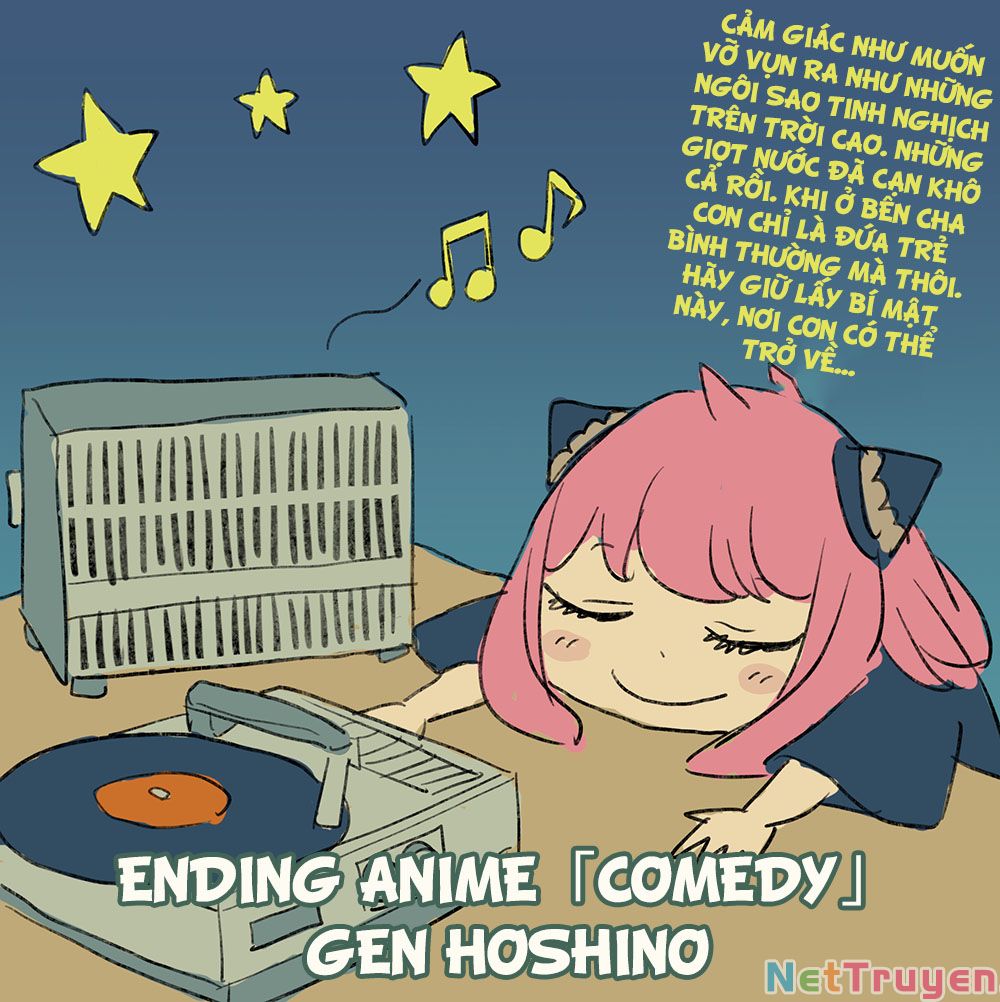 CẢM GIÁC NHƯ MUỐN
VỠ VỤN RA NHƯ NHỮNG
NGÔI SAO TINH NGHỊCH
TRÊN TRỜI CAO. NHỮNG
GIỌT NƯỚC ĐÃ CẠN KHÔ
CẢ RỒI. KHI Ở BÊN CHA
CON CHỈ LÀ ĐỨA TRẺ
BÌNH THƯỜNG MÀ THÔI.
HÃY GIỮ LẤY BÍ MẬT
NÀY, NƠI CON CÓ THỂ
TRỞ VỀ...
ENDING ANIME「COMEDY」
GEN HOSHINO
NetTruyen